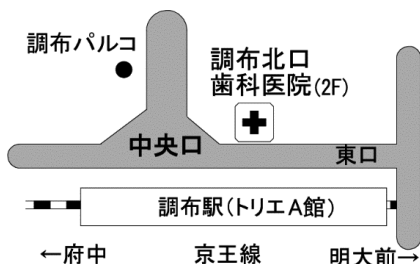 調布パルコ
調布北口
歯科医院(2F)
中央口
東口
調布駅(トリエA館)
←府中
京王線
明大前→